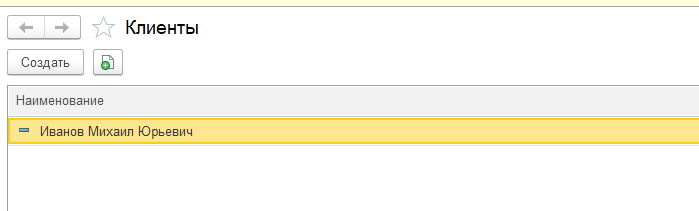 Клиенты
Создать
Наименование
Иванов Михаил Юрьевич